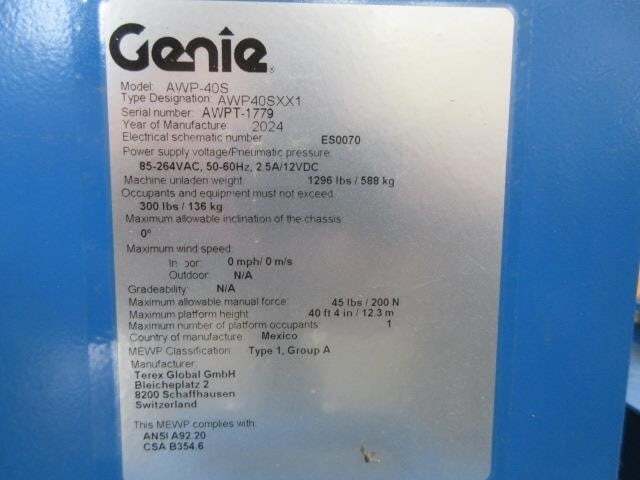 Genie
Model: AWP-40S
Type Designation: AWP40SXX1
Serial number: AWPT-1779
Year of Manufacture: 2024
Electrical schematic number: ES0070
Power supply voltage/Pneumatic pressure:
85-264VAC, 50-60Hz, 2.5A/12VDC
Machine unladen weight: 1296 lbs / 588 kg
Occupants and equipment must not exceed:
300 lbs / 136 kg
Maximum allowable inclination of the chassis:
0°
Maximum wind speed:
In oor: 0 mph/ 0 m/s
Outdoor: N/A
Gradeability: N/A
Maximum allowable manual force: 45 lbs / 200 N
Maximum platform height: 40 ft 4 in / 12.3 m
Maximum number of platform occupants: 1
Country of manufacture: Mexico
MEWP Classification: Type 1, Group A
Manufacturer:
Terex Global GmbH
Bleicheplatz 2
8200 Schaffhausen
Switzerland
This MEWP complies with:
ANSI A92.20
CSA B354.6